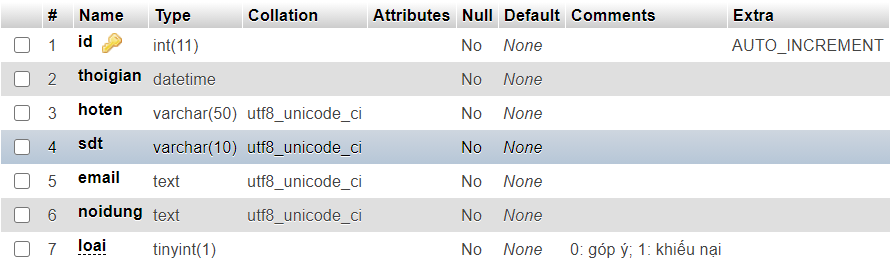 # Name Type Collation Attributes Null Default Comments Extra
1 id int(11) No None AUTO_INCREMENT
2 thoigian datetime No None
3 hoten varchar(50) utf8_unicode_ci No None
4 sdt varchar(10) utf8_unicode_ci No None
5 email text utf8_unicode_ci No None
6 noidung text utf8_unicode_ci No None
7 loai tinyint(1) No None 0: góp ý; 1: khiếu nại